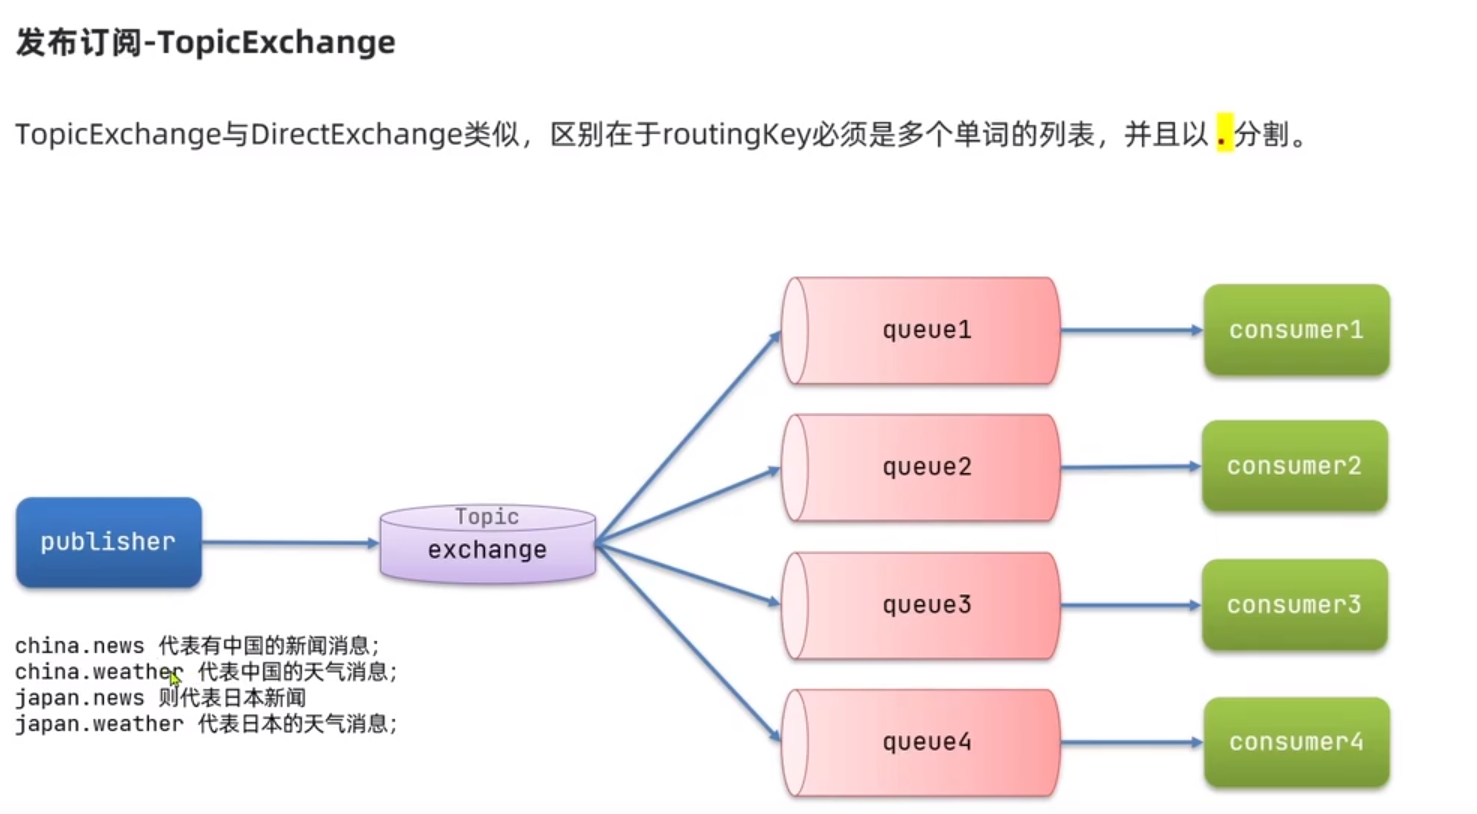 发布订阅-TopicExchange
TopicExchange与DirectExchange类似，区别在于routingKey必须是多个单词的列表，并且以 . 分割。
queue1
consumer1
queue2
consumer2
publisher
Topic
exchange
queue3
consumer3
china.news 代表有中国的新闻消息；
china.weather 代表中国的天气消息；
japan.news 则代表日本新闻
japan.weather 代表日本的天气消息；
queue4
consumer4